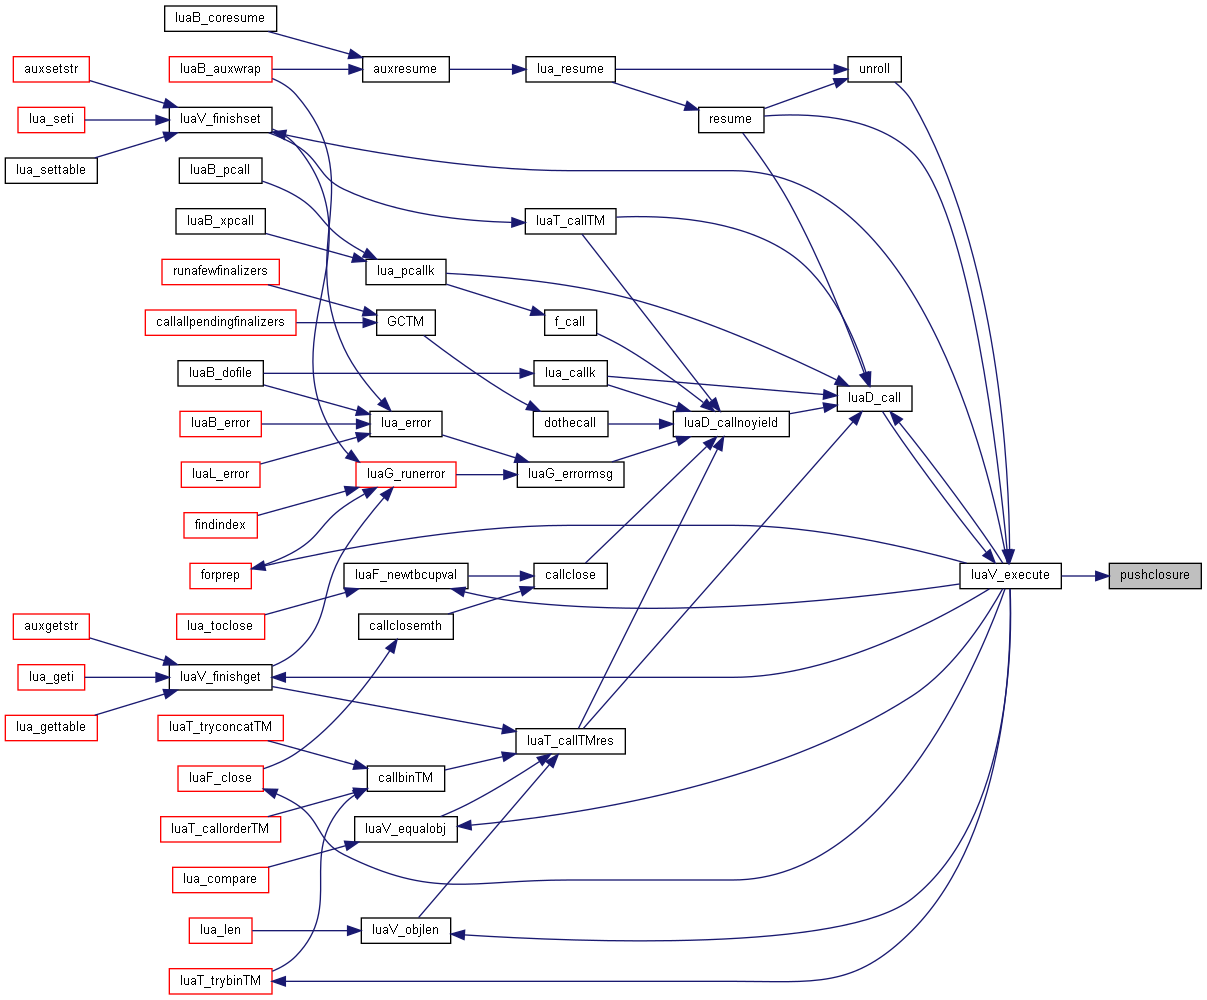 luaB_coresume
auxsetstr
luaB_auxwrap
auxresume
lua_resume
unroll
lua_seti
luaV_finishset
resume
lua_settable
luaB_pcall
luaB_xpcall
luaT_callTM
runafewfinalizers
lua_pcallk
callallpendingfinalizers
GCTM
f_call
luaB_dofile
lua_callk
luaD_call
luaB_error
lua_error
dothecall
luaD_callnoyield
luaL_error
luaG_runerror
luaG_errormsg
findindex
forprep
luaF_newtbcupval
callclose
luaV_execute
pushclosure
auxgetstr
lua_toclose
callclosemth
lua_geti
luaV_finishget
lua_gettable
luaT_tryconcatTM
luaT_callTMres
luaF_close
callbinTM
luaT_callorderTM
luaV_equalobj
lua_compare
lua_len
luaV_objlen
luaT_trybinTM